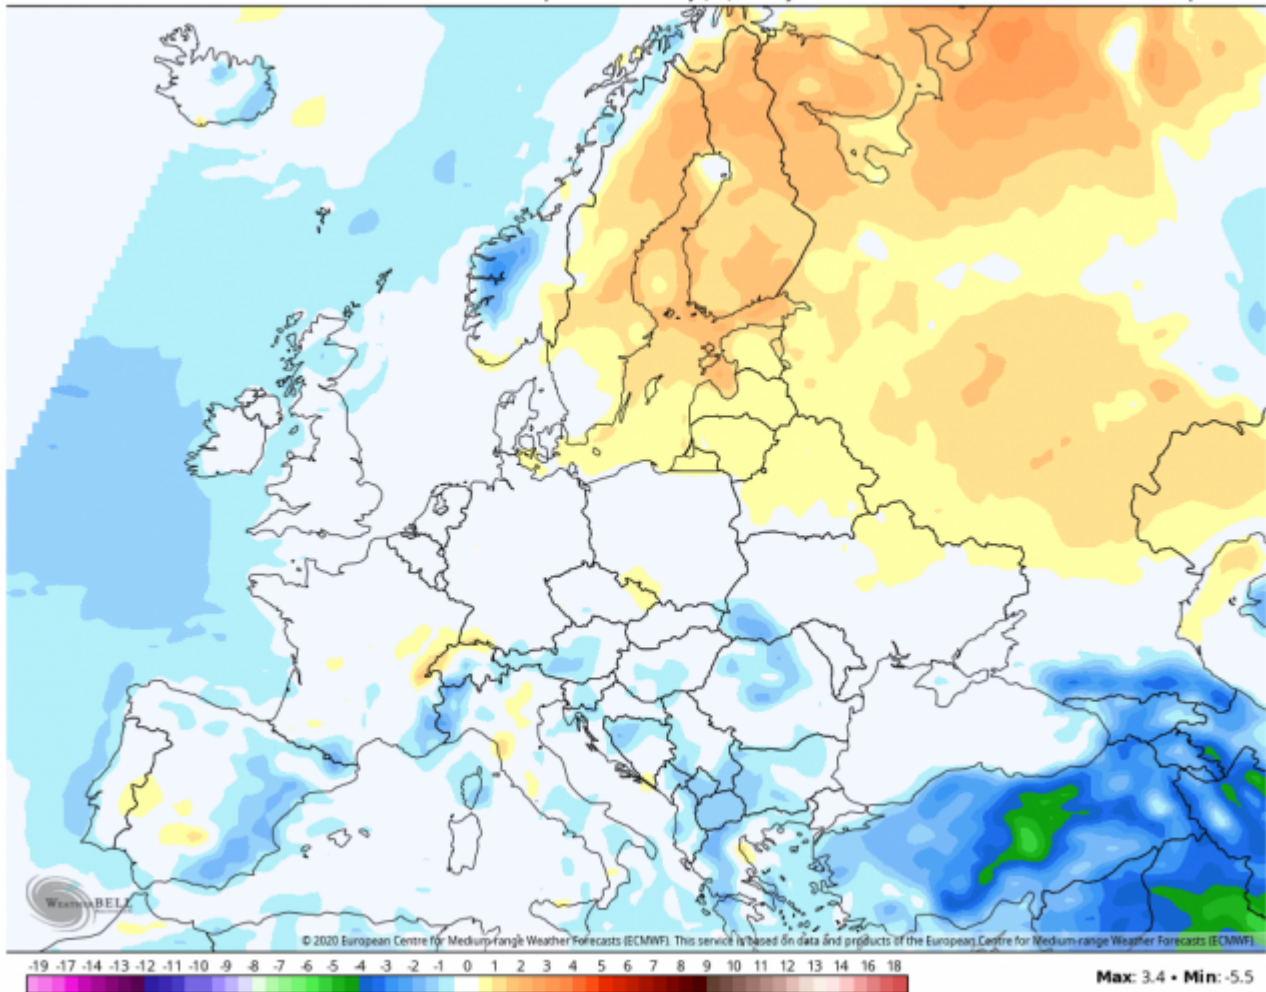 WEATHERBELL
© 2020 European Centre for Medium-range Weather Forecasts (ECMWF). This service is based on data and products of the European Centre for Medium-range Weather Forecasts (ECMWF).
-19 -17 -14 -13 -12 -11 -10 -9 -8 -7 -6 -5 -4 -3 -2 -1 0 1 2 3 4 5 6 7 8 9 10 11 12 13 14 16 18
Max: 3.4 • Min: -5.5